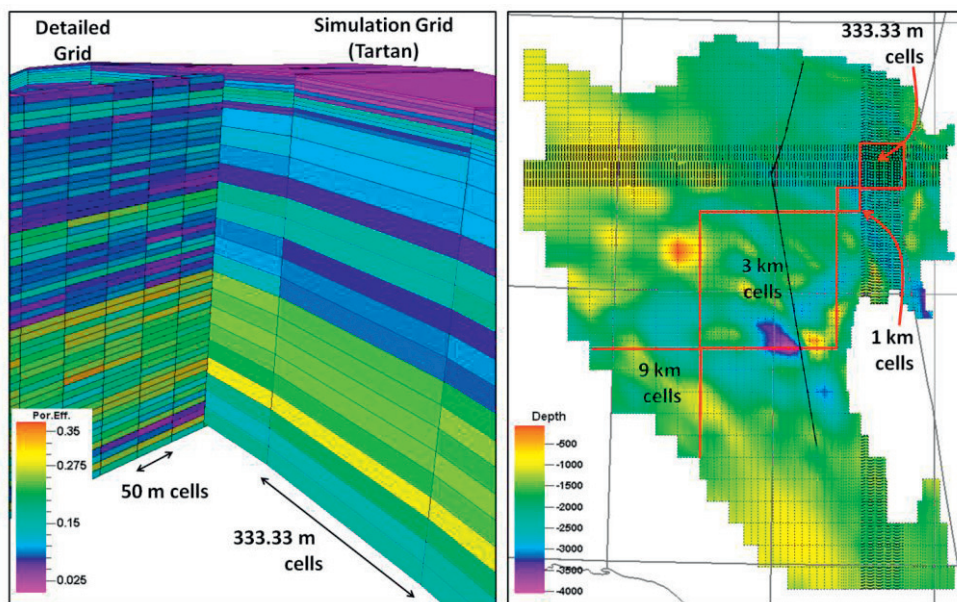 Detailed
Grid
Simulation Grid
(Tartan)
Por.Eff.
0.35
0.275
0.15
0.025
50 m cells
333.33 m
cells
333.33 m
cells
3 km
cells
1 km
cells
9 km
cells
Depth
-500
-1000
-1500
-2000
-2500
-3000
-3500
-4000